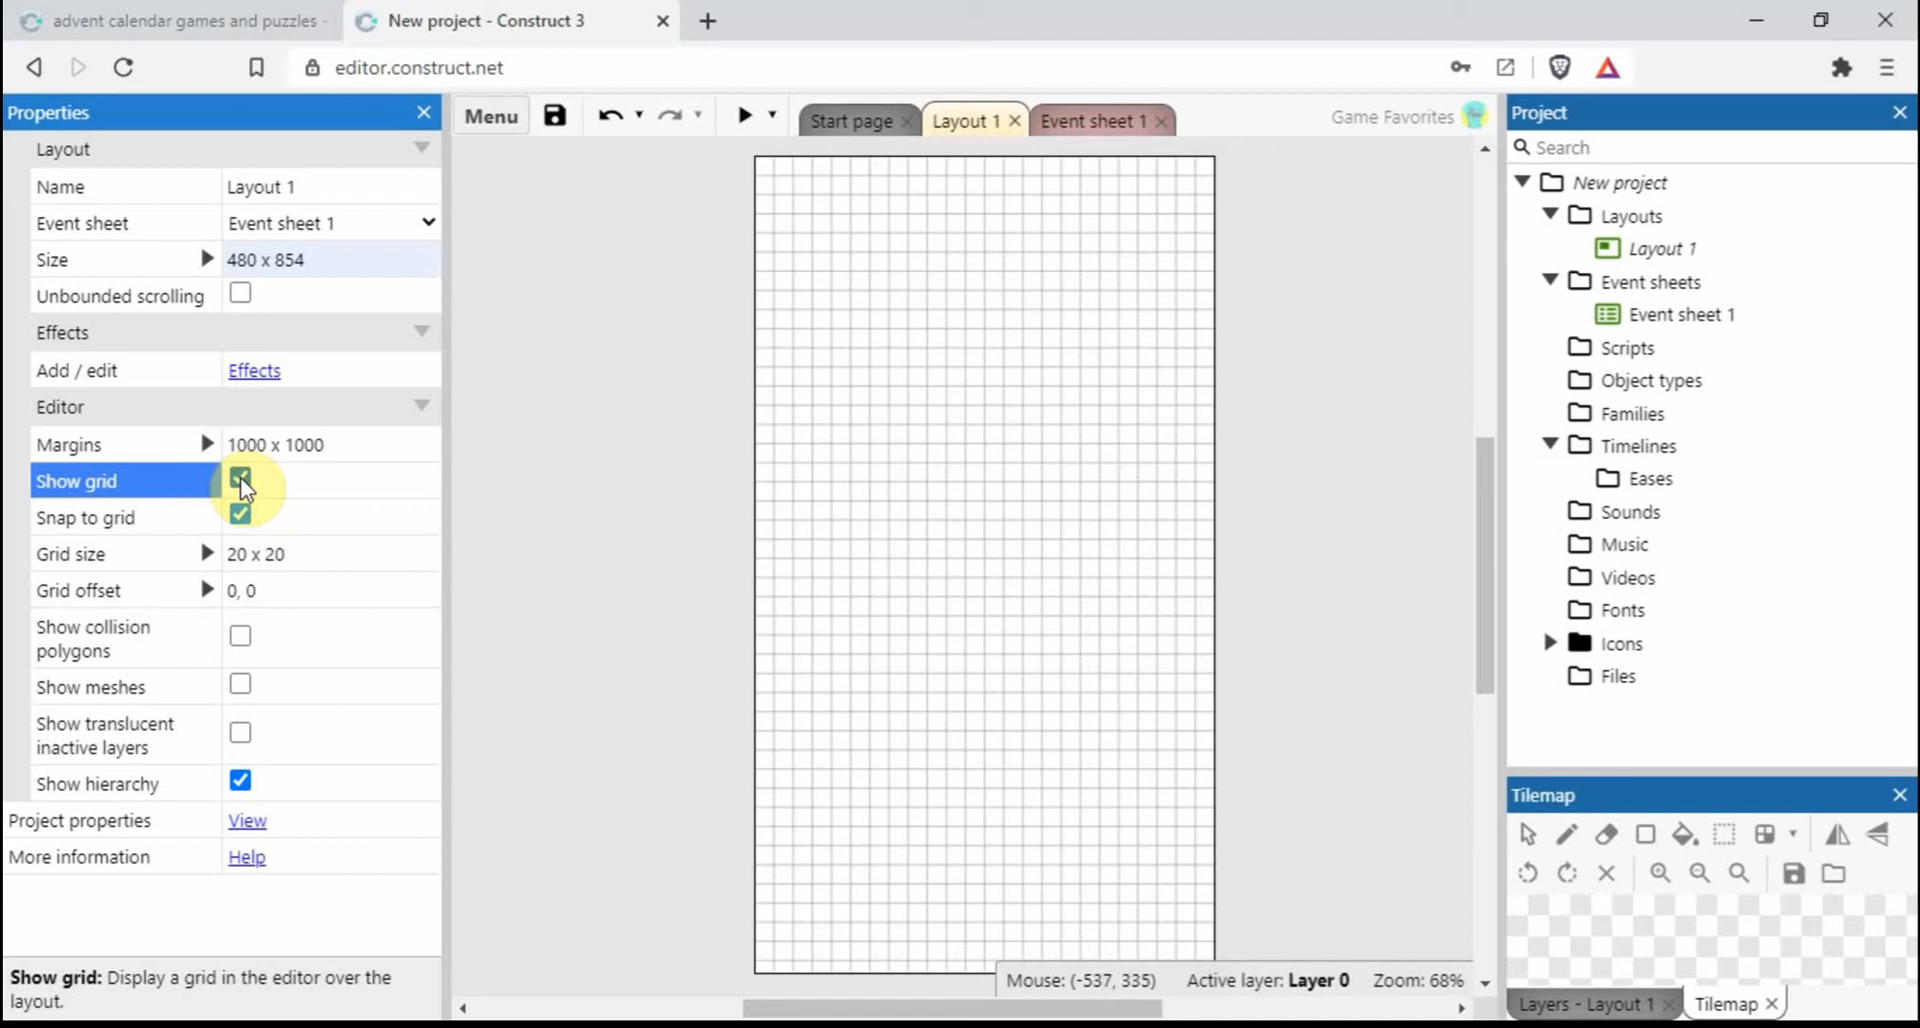 advent calendar games and puzzles -
New project - Construct 3
editor.construct.net
Properties
Menu
Start page
Layout 1
Event sheet 1
Game Favorites
Project
Layout
Name
Layout 1
Event sheet
Event sheet 1
Size
480 x 854
Unbounded scrolling
Effects
Add / edit
Effects
Editor
Margins
1000 x 1000
Show grid
Snap to grid
Grid size
20 x 20
Grid offset
0, 0
Show collision
polygons
Show meshes
Show translucent
inactive layers
Show hierarchy
Project properties
View
More information
Help
Show grid: Display a grid in the editor over the
layout.
Mouse: (-537, 335)
Active layer: Layer 0
Zoom: 68%
Search
New project
Layouts
Layout 1
Event sheets
Event sheet 1
Scripts
Object types
Families
Timelines
Eases
Sounds
Music
Videos
Fonts
Icons
Files
Tilemap
Layers - Layout 1
Tilemap